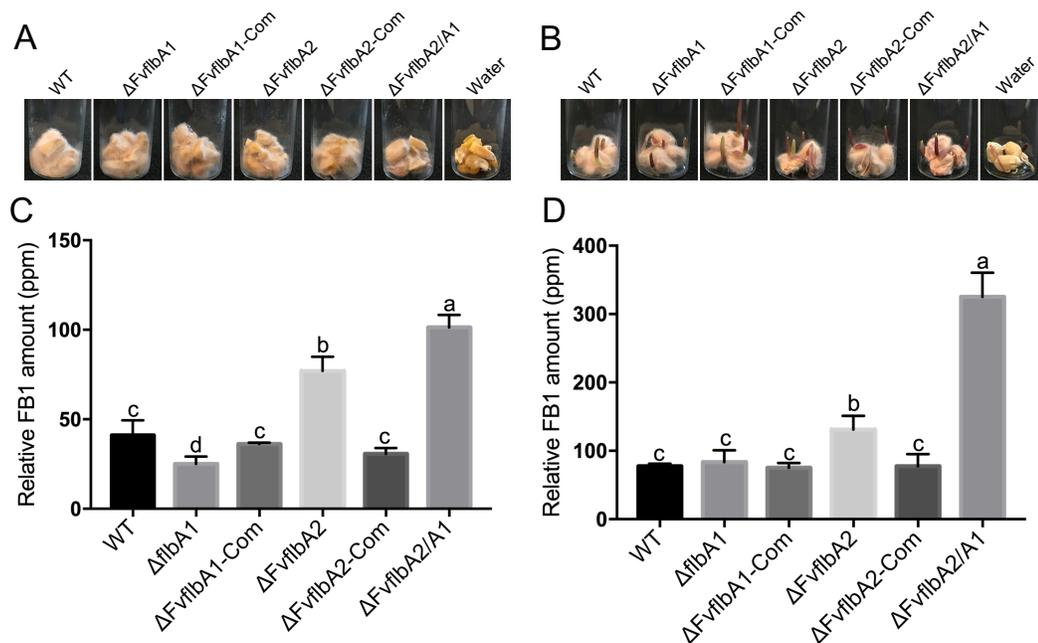 A
WT
ΔFvflbA1
ΔFvflbA1-Com
ΔFvflbA2
ΔFvflbA2-Com
ΔFvflbA2/A1
Water
B
WT
ΔFvflbA1
ΔFvflbA1-Com
ΔFvflbA2
ΔFvflbA2-Com
ΔFvflbA2/A1
Water
C
Relative FB1 amount (ppm)
150
100
50
0
c
d
c
b
c
a
WT
ΔflbA1
ΔFvflbA1-Com
ΔFvflbA2
ΔFvflbA2-Com
ΔFvflbA2/A1
D
Relative FB1 amount (ppm)
400
300
200
100
0
c
c
c
b
c
a
WT
ΔflbA1
ΔFvflbA1-Com
ΔFvflbA2
ΔFvflbA2-Com
ΔFvflbA2/A1